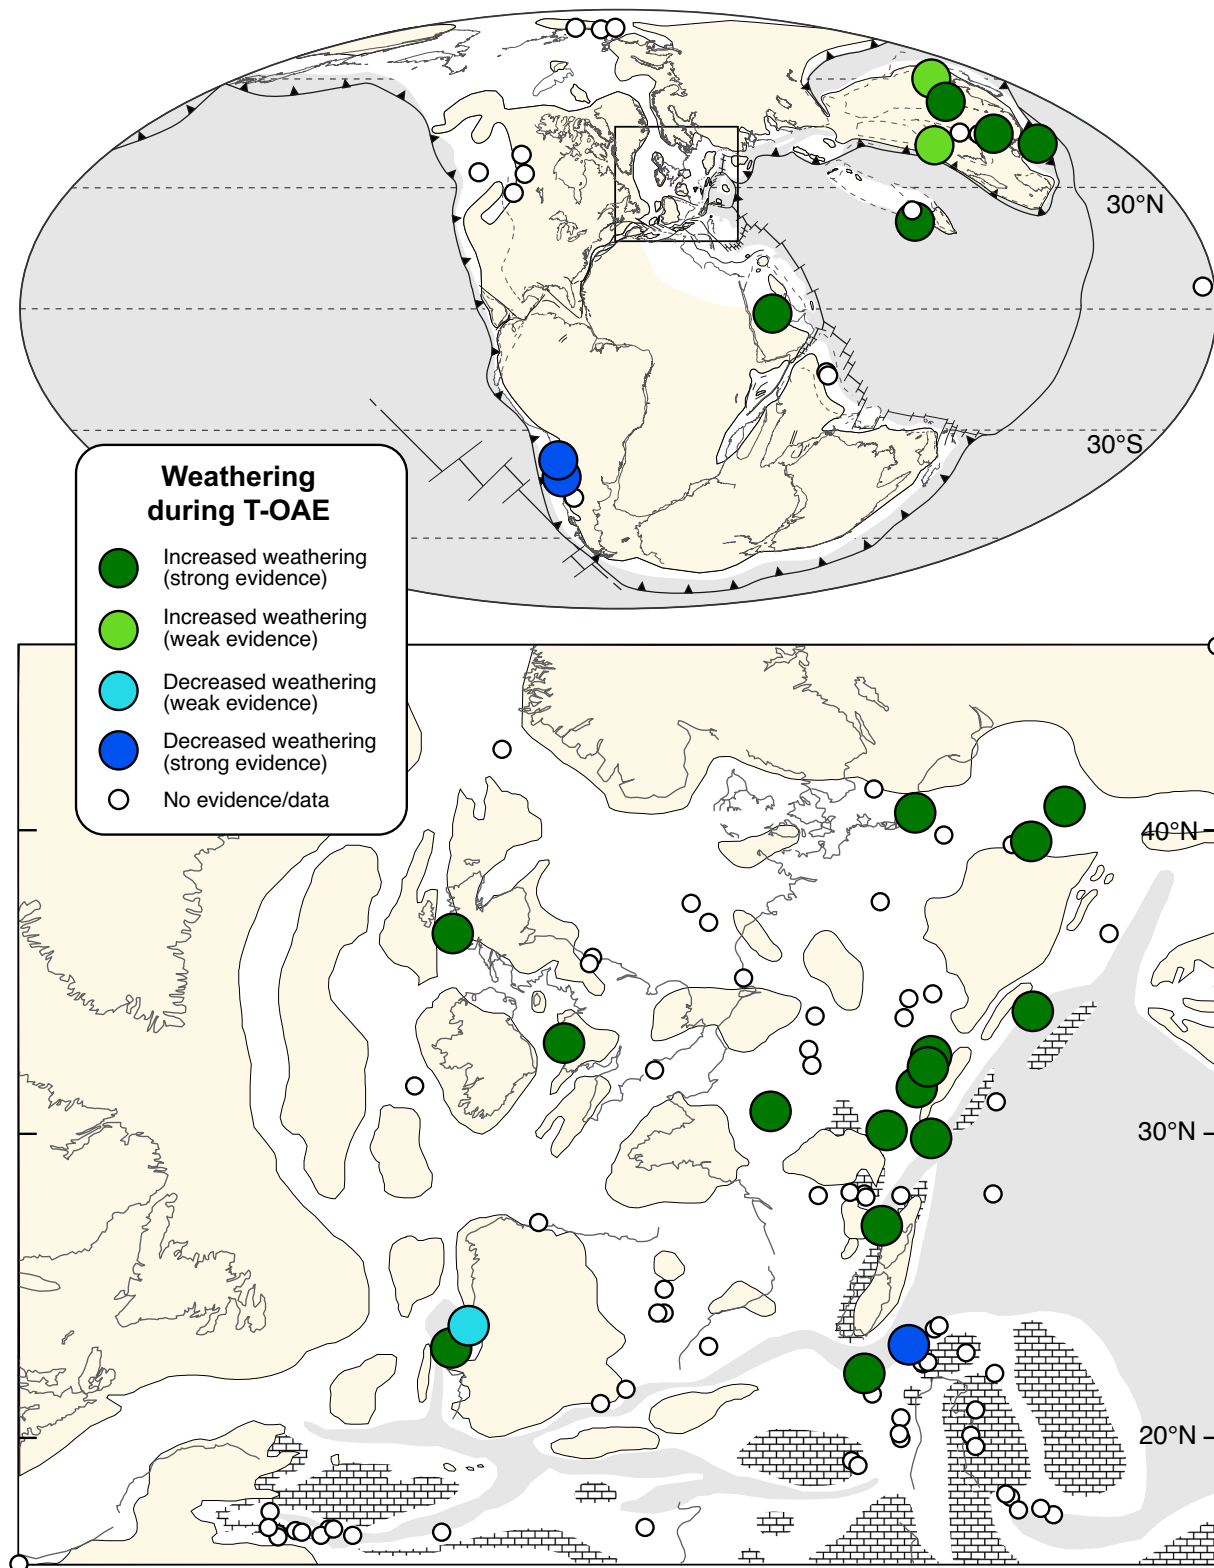 30°N
30°S
Weathering
during T-OAE
Increased weathering
(strong evidence)
Increased weathering
(weak evidence)
Decreased weathering
(weak evidence)
Decreased weathering
(strong evidence)
No evidence/data
40°N
30°N
20°N